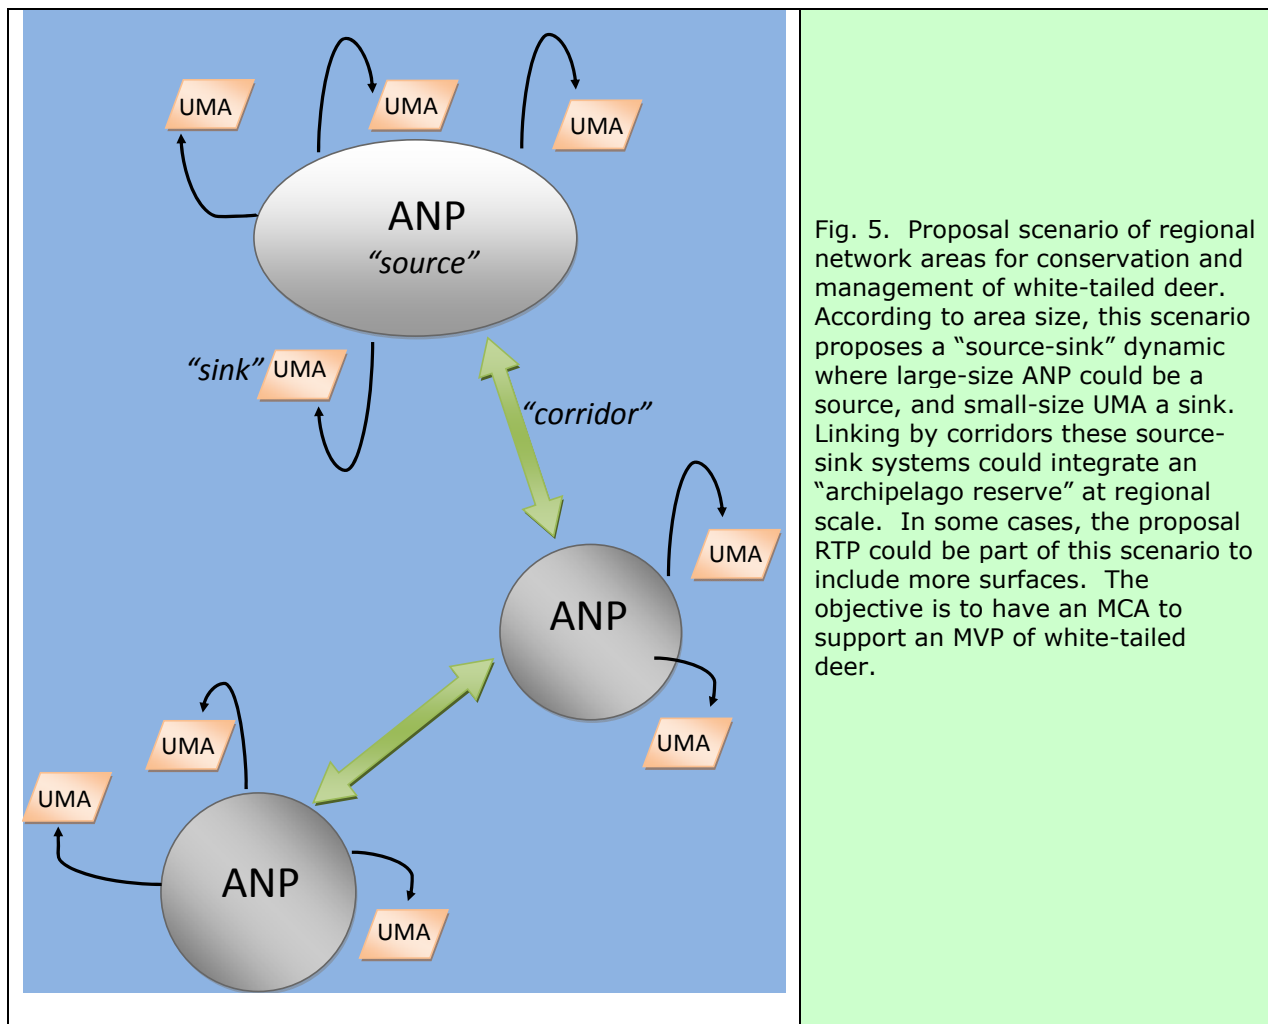 UMA
UMA
UMA
ANP
“source”
“sink”
UMA
“corridor”
UMA
ANP
UMA
UMA
UMA
ANP
UMA
Fig. 5.  Proposal scenario of regional
network areas for conservation and
management of white-tailed deer.
According to area size, this scenario
proposes a “source-sink” dynamic
where large-size ANP could be a
source, and small-size UMA a sink.
Linking by corridors these source-
sink systems could integrate an
“archipelago reserve” at regional
scale.  In some cases, the proposal
RTP could be part of this scenario to
include more surfaces.  The
objective is to have an MCA to
support an MVP of white-tailed
deer.